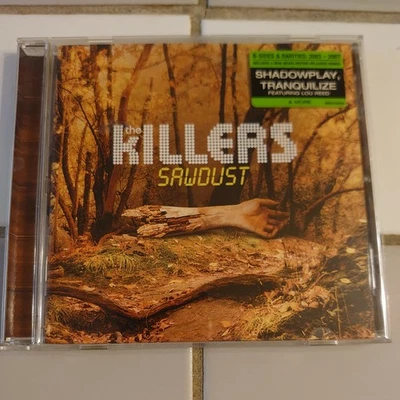 B-SIDES & RARITIES 2003 - 2007
SHADOWPLAY,
TRANQUILIZE
FEATURING LOU REED
& MORE
the
KILLERS
SAWDUST